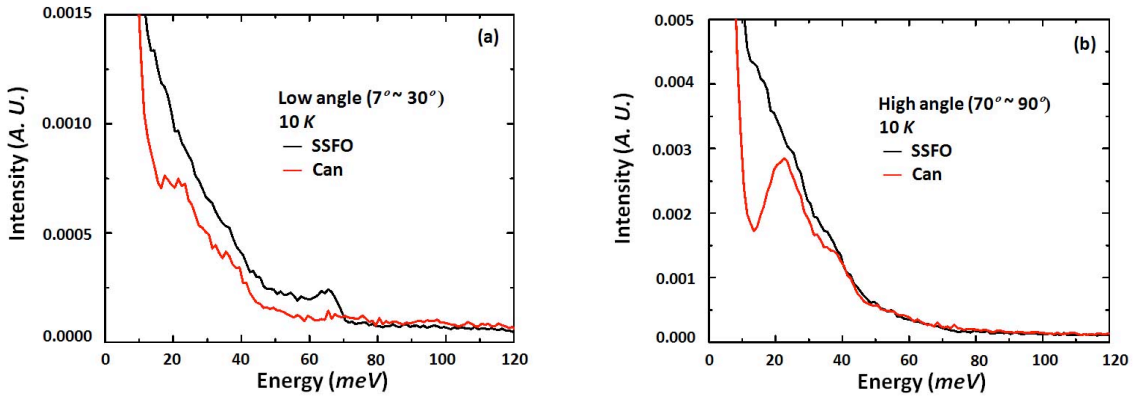 0.0015
0.0010
0.0005
0.0000
Intensity (A. U.)
(a)
Low angle (7° ~ 30°)
10 K
SSFO
Can
0 20 40 60 80 100 120
Energy (meV)
0.005
0.004
0.003
0.002
0.001
0.000
Intensity (A. U.)
(b)
High angle (70° ~ 90°)
10 K
SSFO
Can
0 20 40 60 80 100 120
Energy (meV)